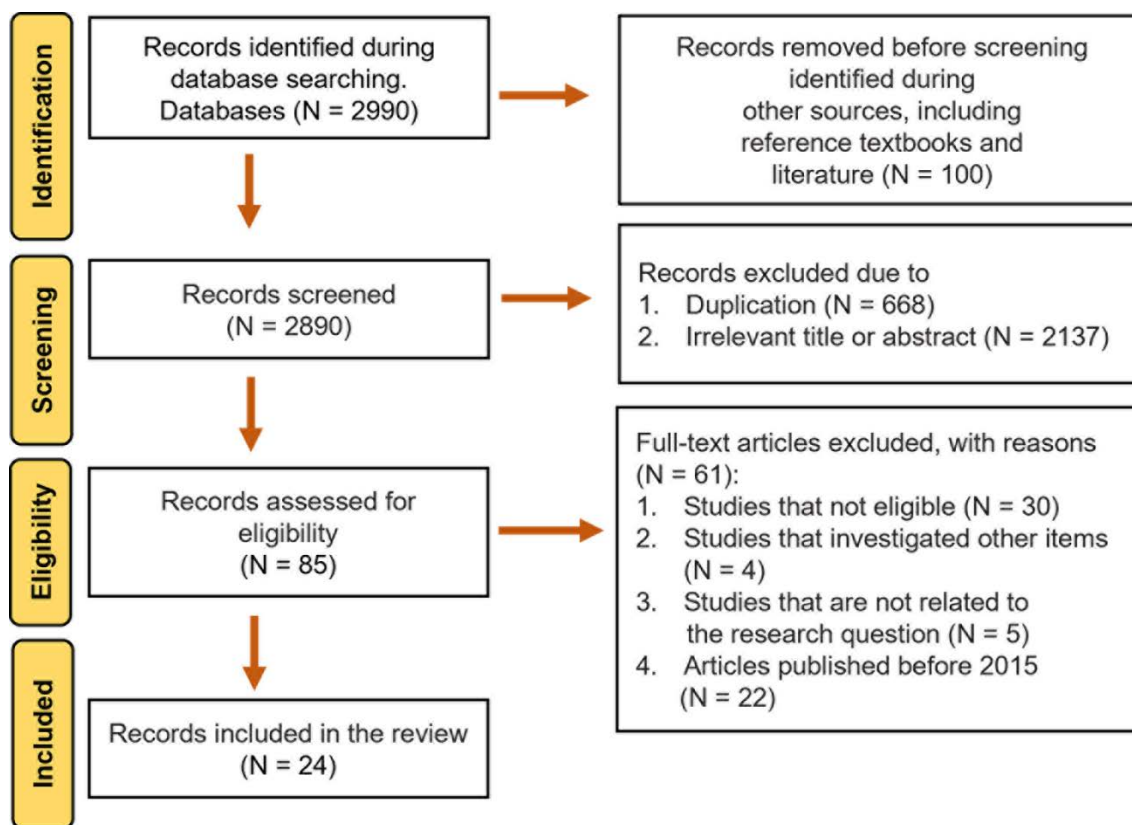 Identification
Records identified during
database searching.
Databases (N = 2990)
Records removed before screening
identified during
other sources, including
reference textbooks and
literature (N = 100)
Screening
Records screened
(N = 2890)
Records excluded due to
1. Duplication (N = 668)
2. Irrelevant title or abstract (N = 2137)
Eligibility
Records assessed for
eligibility
(N = 85)
Full-text articles excluded, with reasons
(N = 61):
1. Studies that not eligible (N = 30)
2. Studies that investigated other items
(N = 4)
3. Studies that are not related to
the research question (N = 5)
4. Articles published before 2015
(N = 22)
Included
Records included in the review
(N = 24)